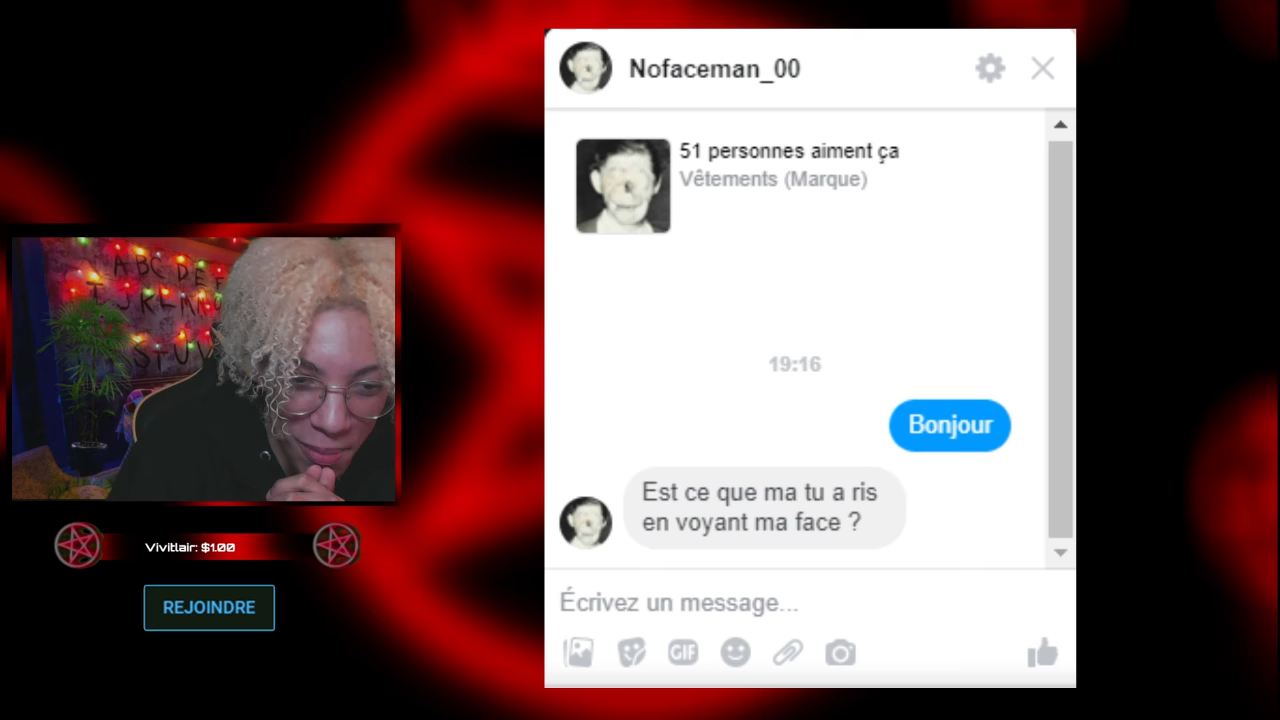 Nofaceman_00
51 personnes aiment ça
Vêtements (Marque)
19:16
Bonjour
Est ce que ma tu a ris
en voyant ma face ?
Écrivez un message...
GIF
A B C D E F
S T U V
Vivitlair: $1.00
REJOINDRE